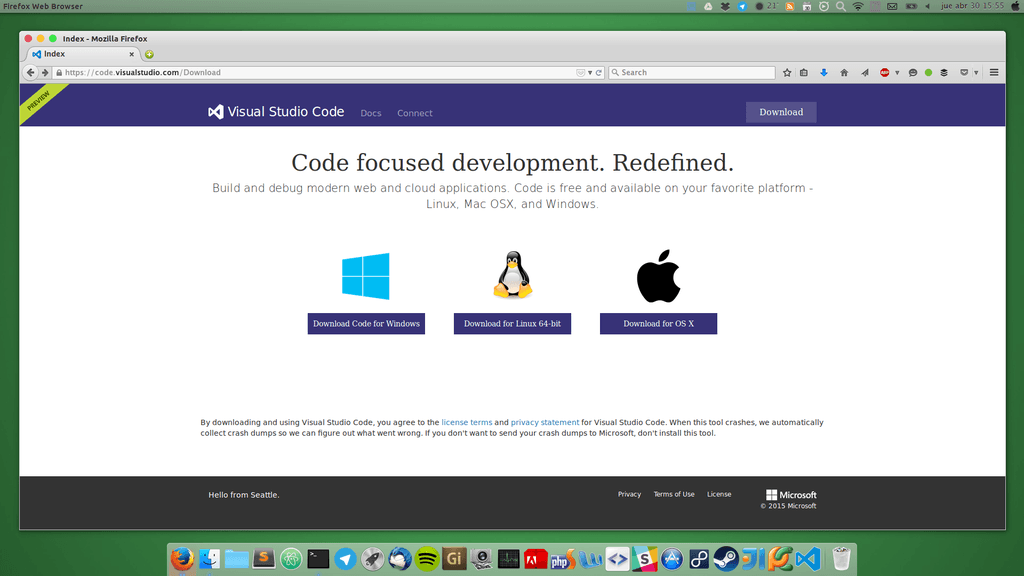 Firefox Web Browser
21°
jue abr 30 15:55
Index - Mozilla Firefox
Index
https://code.visualstudio.com/Download
Search
PREVIEW
Visual Studio Code
Docs
Connect
Download
Code focused development. Redefined.
Build and debug modern web and cloud applications. Code is free and available on your favorite platform -
Linux, Mac OSX, and Windows.
Download Code for Windows
Download for Linux 64-bit
Download for OS X
By downloading and using Visual Studio Code, you agree to the license terms and privacy statement for Visual Studio Code. When this tool crashes, we automatically
collect crash dumps so we can figure out what went wrong. If you don't want to send your crash dumps to Microsoft, don't install this tool.
Hello from Seattle.
Privacy
Terms of Use
License
Microsoft
© 2015 Microsoft
S
Gi
php
S